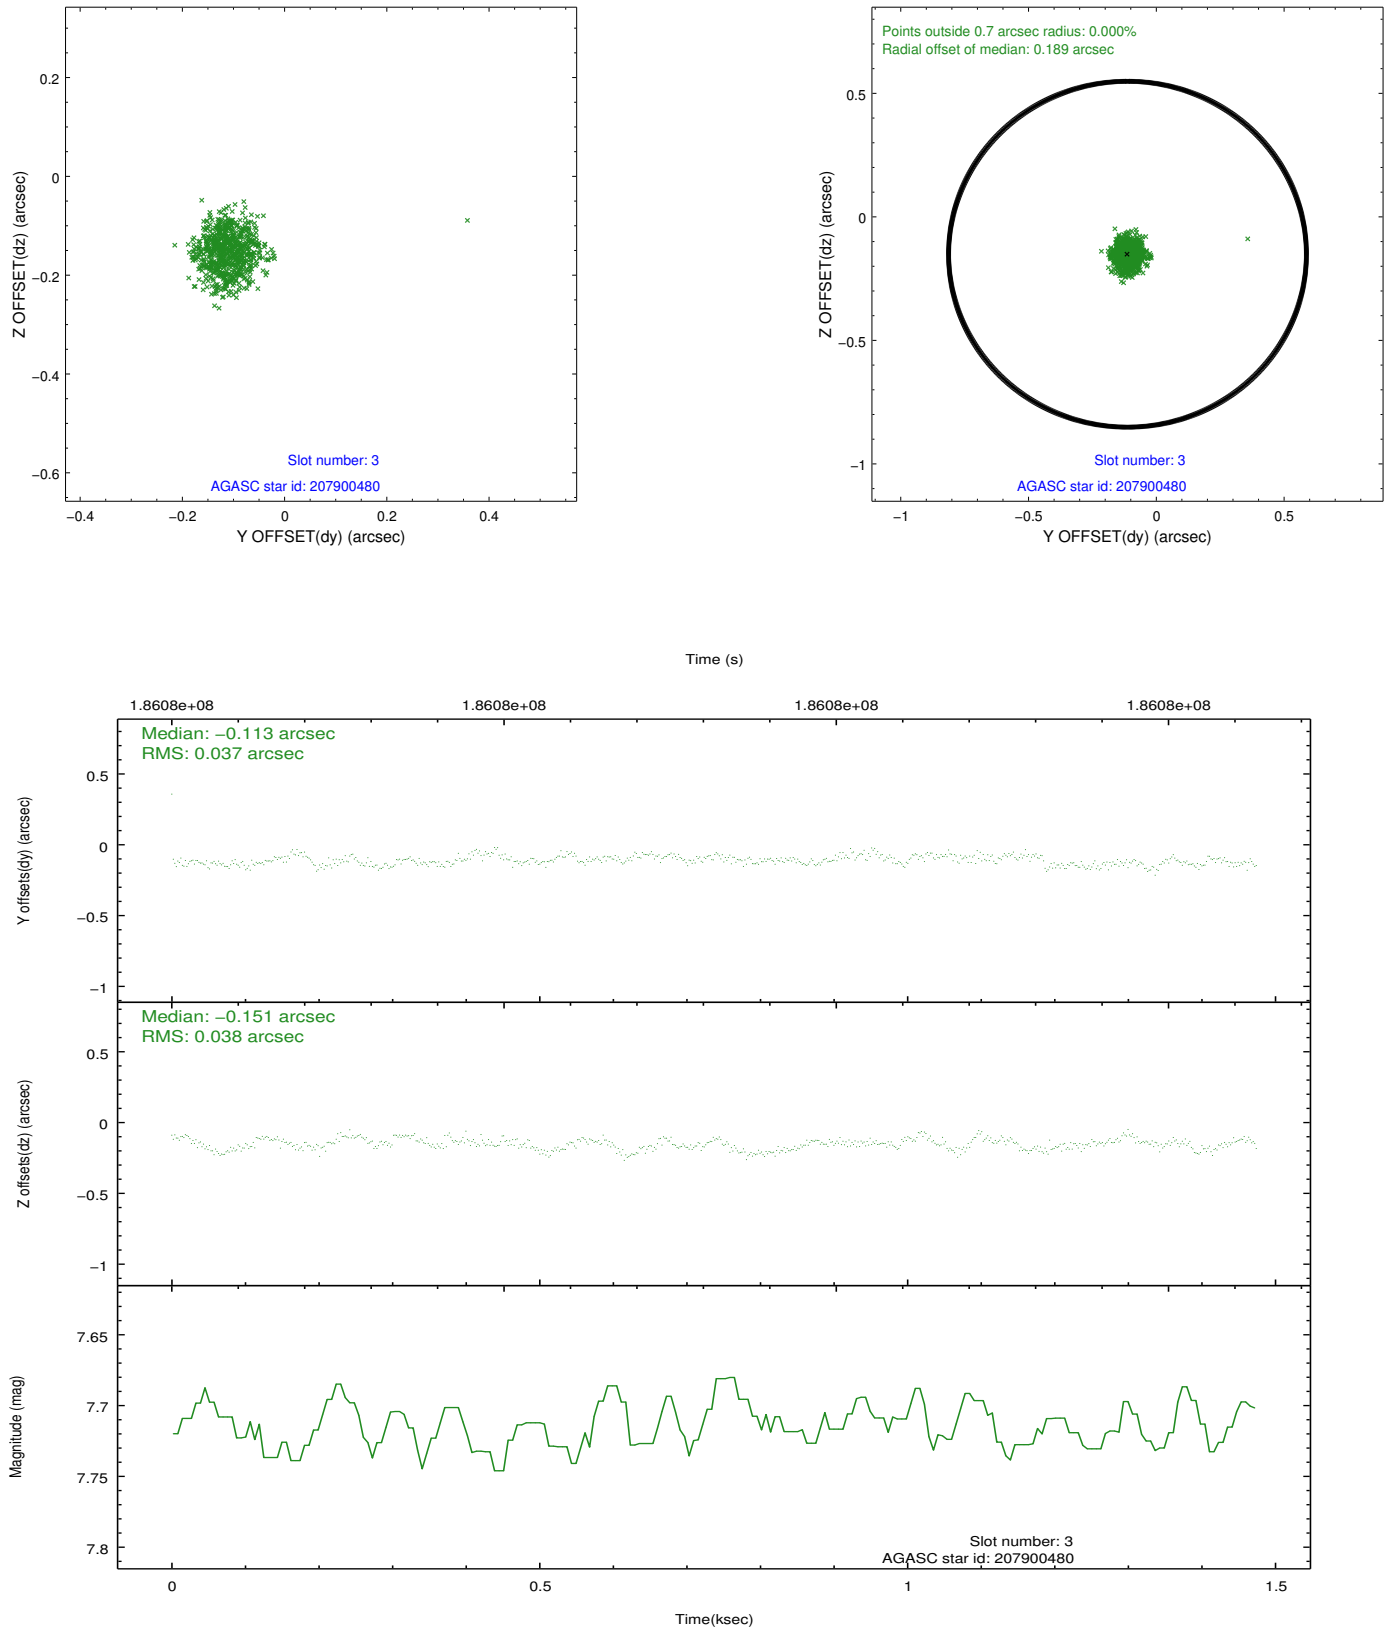 0.2
0
−0.2
−0.4
−0.6
Z OFFSET(dz) (arcsec)
Slot number: 3
AGASC star id: 207900480
−0.4
−0.2
0
0.2
0.4
Y OFFSET(dy) (arcsec)
Points outside 0.7 arcsec radius: 0.000%
Radial offset of median: 0.189 arcsec
0.5
0
−0.5
−1
Z OFFSET(dz) (arcsec)
Slot number: 3
AGASC star id: 207900480
−1
−0.5
0
0.5
Y OFFSET(dy) (arcsec)
Time (s)
1.8608e+08
1.8608e+08
1.8608e+08
1.8608e+08
Median: −0.113 arcsec
RMS: 0.037 arcsec
0.5
0
−0.5
−1
Y offsets(dy) (arcsec)
Median: −0.151 arcsec
RMS: 0.038 arcsec
0.5
0
−0.5
−1
Z offsets(dz) (arcsec)
7.65
7.7
7.75
7.8
Magnitude (mag)
Slot number: 3
AGASC star id: 207900480
0
0.5
1
1.5
Time(ksec)